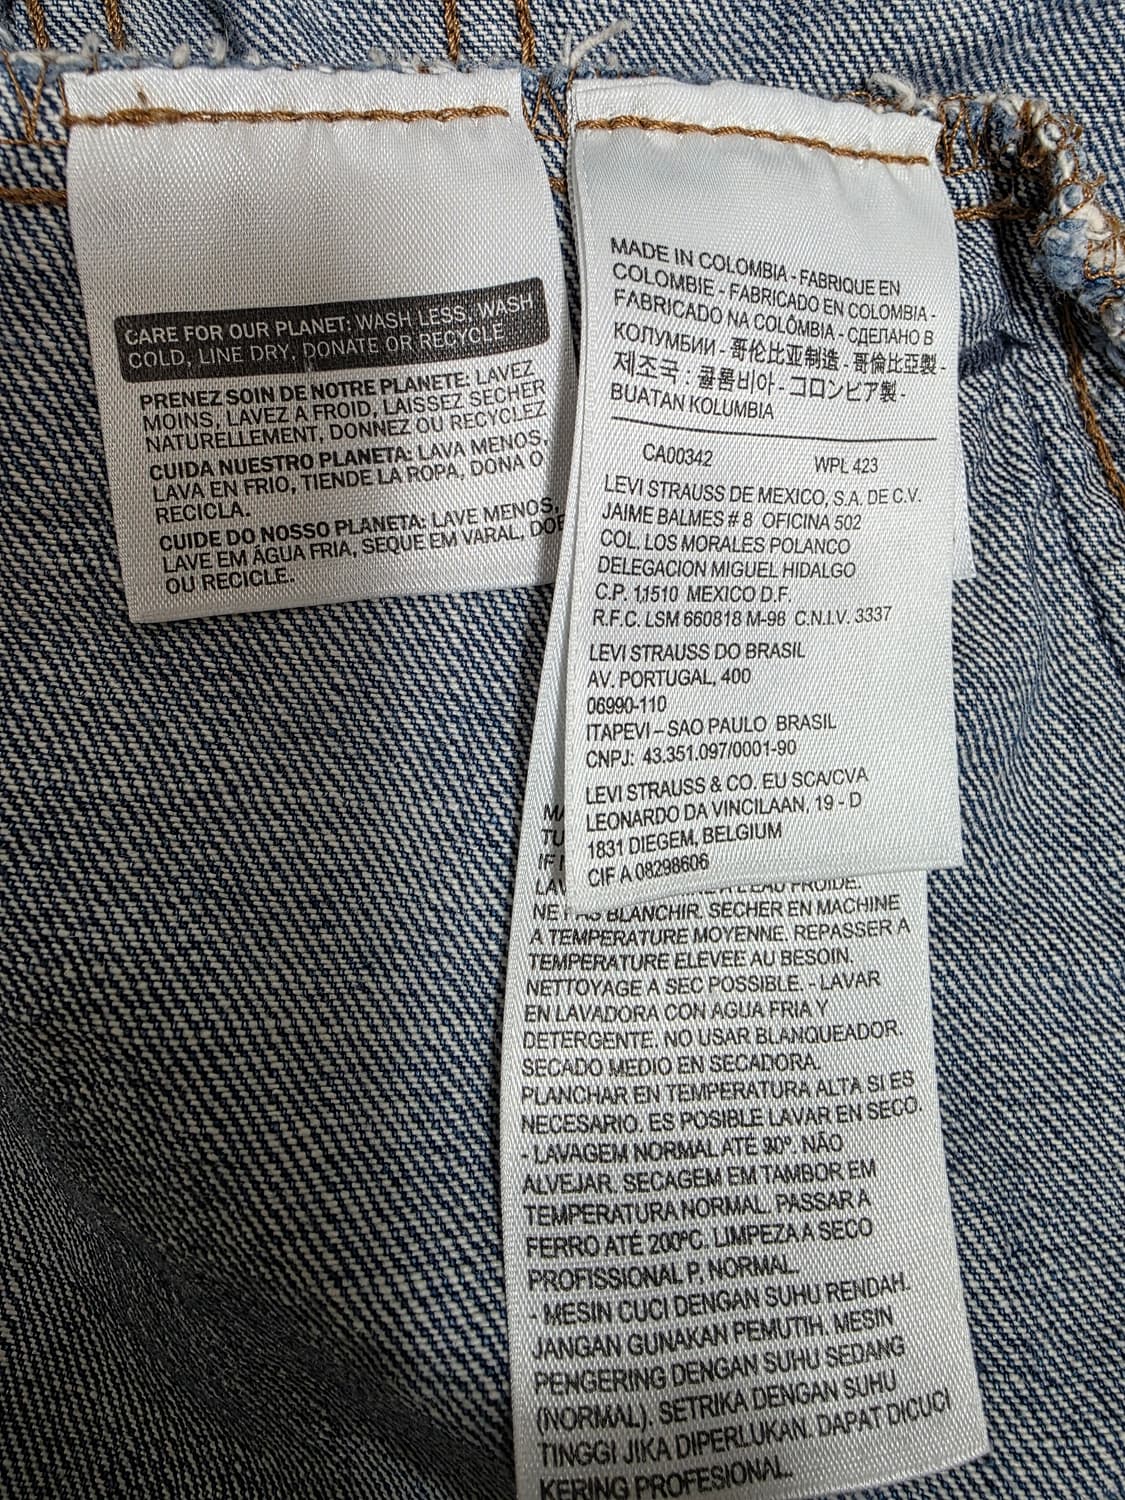 CARE FOR OUR PLANET: WASH LESS, WASH
COLD, LINE DRY, DONATE OR RECYCLE
PRENEZ SOIN DE NOTRE PLANETE: LAVEZ
MOINS, LAVEZ A FROID, LAISSEZ SECHER
NATURELLEMENT, DONNEZ OU RECYCLEZ
CUIDA NUESTRO PLANETA: LAVA MENOS,
LAVA EN FRIO, TIENDE LA ROPA, DONA O
RECICLA.
CUIDE DO NOSSO PLANETA: LAVE MENOS,
LAVE EM ÁGUA FRIA, SEQUE EM VARAL,
OU RECICLE.
MADE IN COLOMBIA - FABRIQUE EN
COLOMBIE - FABRICADO EN COLOMBIA -
FABRICADO NA COLÔMBIA - СДЕЛАНО В
КОЛУМБИИ - 哥伦比亚制造 - 哥倫比亞製 -
제조국 : 콜롬비아 - コロンビア製 -
BUATAN KOLUMBIA
CA00342 WPL 423
LEVI STRAUSS DE MEXICO, S.A. DE C.V.
JAIME BALMES # 8 OFICINA 502
COL. LOS MORALES POLANCO
DELEGACION MIGUEL HIDALGO
C.P. 11510 MEXICO D.F.
R.F.C. LSM 660818 M-98 C.N.I.V. 3337
LEVI STRAUSS DO BRASIL
AV. PORTUGAL, 400
06990-110
ITAPEVI – SAO PAULO BRASIL
CNPJ: 43.351.097/0001-90
LEVI STRAUSS & CO. EU SCA/CVA
LEONARDO DA VINCILAAN, 19 - D
1831 DIEGEM, BELGIUM
CIF A 08298606
L'EAU FROIDE.
NE PAS BLANCHIR. SECHER EN MACHINE
A TEMPERATURE MOYENNE. REPASSER A
TEMPERATURE ELEVEE AU BESOIN.
NETTOYAGE A SEC POSSIBLE. - LAVAR
EN LAVADORA CON AGUA FRIA Y
DETERGENTE. NO USAR BLANQUEADOR.
SECADO MEDIO EN SECADORA.
PLANCHAR EN TEMPERATURA ALTA SI ES
NECESARIO. ES POSIBLE LAVAR EN SECO.
- LAVAGEM NORMAL ATÉ 30º. NÃO
ALVEJAR. SECAGEM EM TAMBOR EM
TEMPERATURA NORMAL. PASSAR A
FERRO ATÉ 200ºC. LIMPEZA A SECO
PROFISSIONAL P, NORMAL.
- MESIN CUCI DENGAN SUHU RENDAH.
JANGAN GUNAKAN PEMUTIH. MESIN
PENGERING DENGAN SUHU SEDANG
(NORMAL). SETRIKA DENGAN SUHU
TINGGI JIKA DIPERLUKAN. DAPAT DICUCI
KERING PROFESIONAL.